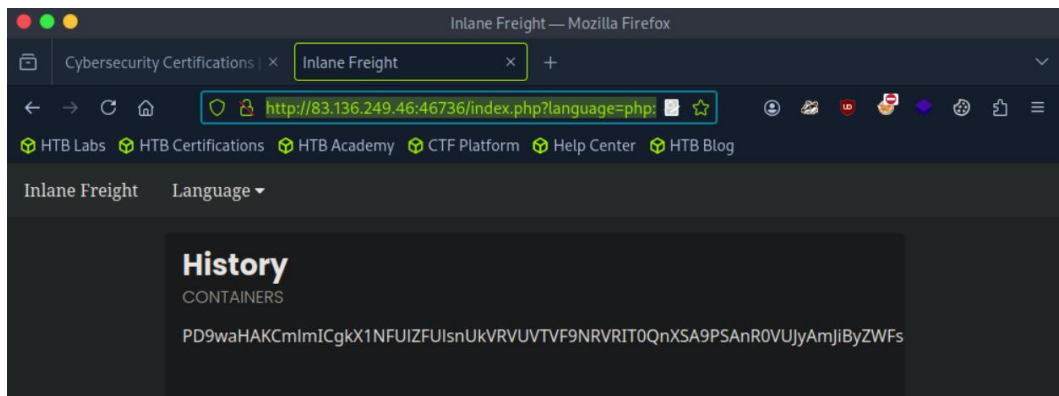 Inlane Freight — Mozilla Firefox
Cybersecurity Certifications | Inlane Freight
http://83.136.249.46:46736/index.php?language=php:
HTB Labs HTB Certifications HTB Academy CTF Platform Help Center HTB Blog
Inlane Freight Language
History
CONTAINERS
PD9waHAKCmlmICgkX1NFUlZFUlsnUkVRVUVTVF9NRVRIT0QnXSA9PSAnR0VUJyAmJiByZWFs